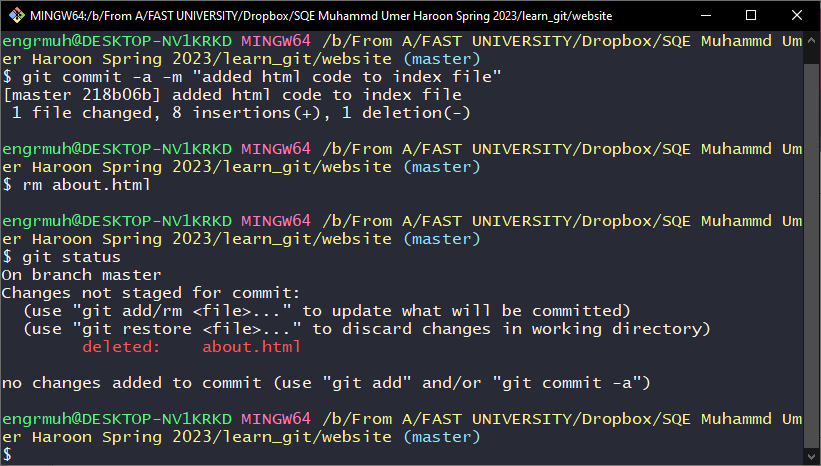 MINGW64:/b/From A/FAST UNIVERSITY/Dropbox/SQE Muhammd Umer Haroon Spring 2023/learn_git/website
engrmuh@DESKTOP-NV1KRKD MINGW64 /b/From A/FAST UNIVERSITY/Dropbox/SQE Muhammd Um
er Haroon Spring 2023/learn_git/website (master)
$ git commit -a -m "added html code to index file"
[master 218b06b] added html code to index file
 1 file changed, 8 insertions(+), 1 deletion(-)

engrmuh@DESKTOP-NV1KRKD MINGW64 /b/From A/FAST UNIVERSITY/Dropbox/SQE Muhammd Um
er Haroon Spring 2023/learn_git/website (master)
$ rm about.html

engrmuh@DESKTOP-NV1KRKD MINGW64 /b/From A/FAST UNIVERSITY/Dropbox/SQE Muhammd Um
er Haroon Spring 2023/learn_git/website (master)
$ git status
On branch master
Changes not staged for commit:
  (use "git add/rm <file>..." to update what will be committed)
  (use "git restore <file>..." to discard changes in working directory)
        deleted:    about.html

no changes added to commit (use "git add" and/or "git commit -a")

engrmuh@DESKTOP-NV1KRKD MINGW64 /b/From A/FAST UNIVERSITY/Dropbox/SQE Muhammd Um
er Haroon Spring 2023/learn_git/website (master)
$